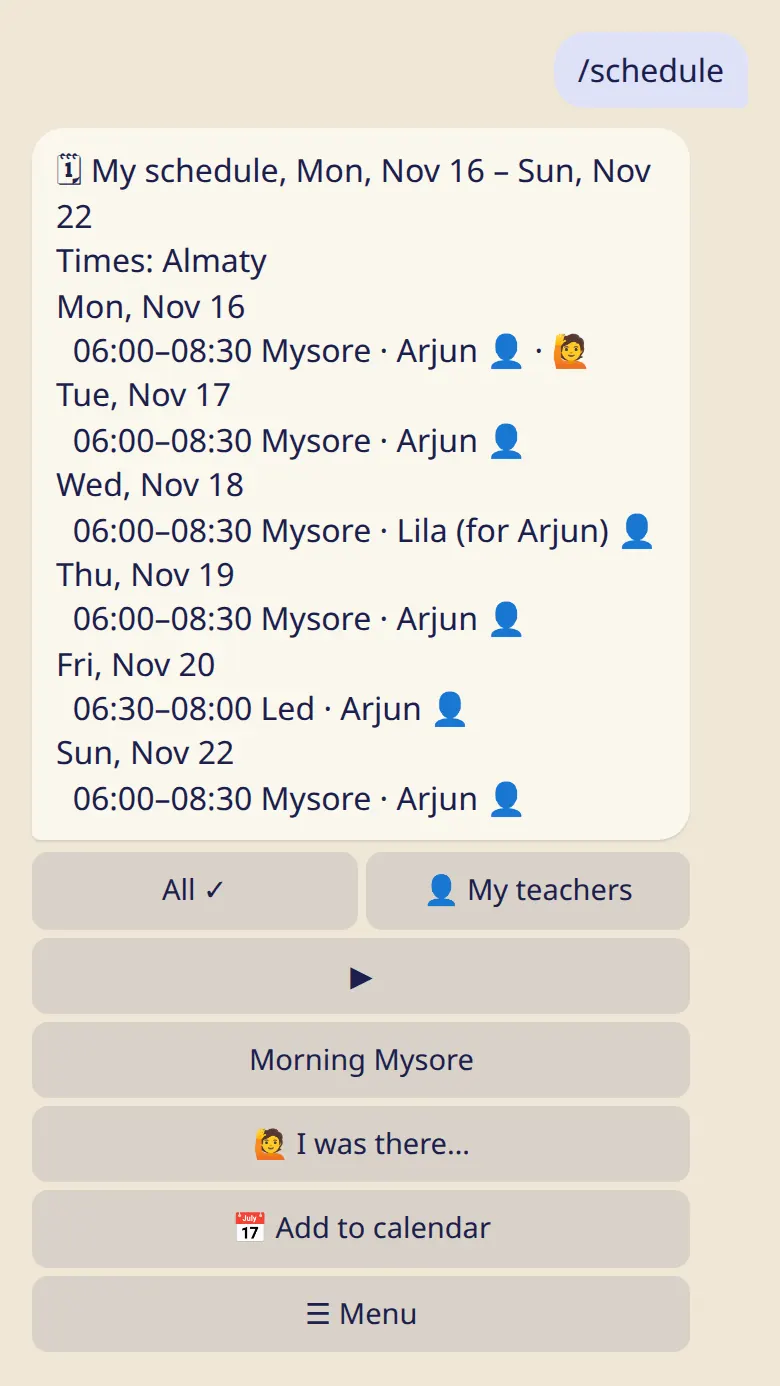 /schedule
🗓 My schedule, Mon, Nov 16 – Sun, Nov
22
Times: Almaty
Mon, Nov 16
06:00–08:30 Mysore · Arjun 👤 · 🙋
Tue, Nov 17
06:00–08:30 Mysore · Arjun 👤
Wed, Nov 18
06:00–08:30 Mysore · Lila (for Arjun) 👤
Thu, Nov 19
06:00–08:30 Mysore · Arjun 👤
Fri, Nov 20
06:30–08:00 Led · Arjun 👤
Sun, Nov 22
06:00–08:30 Mysore · Arjun 👤
All ✓
👤 My teachers
▶
Morning Mysore
🙋 I was there…
📅 Add to calendar
☰ Menu